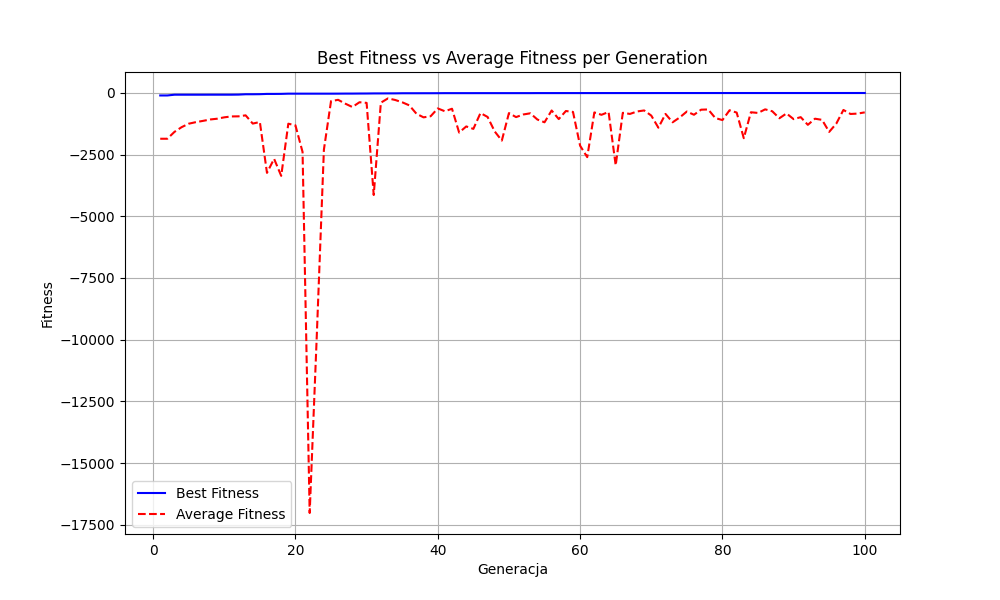 Best Fitness vs Average Fitness per Generation
0
−2500
−5000
−7500
−10000
−12500
−15000
−17500
Fitness
Best Fitness
Average Fitness
0 20 40 60 80 100
Generacja